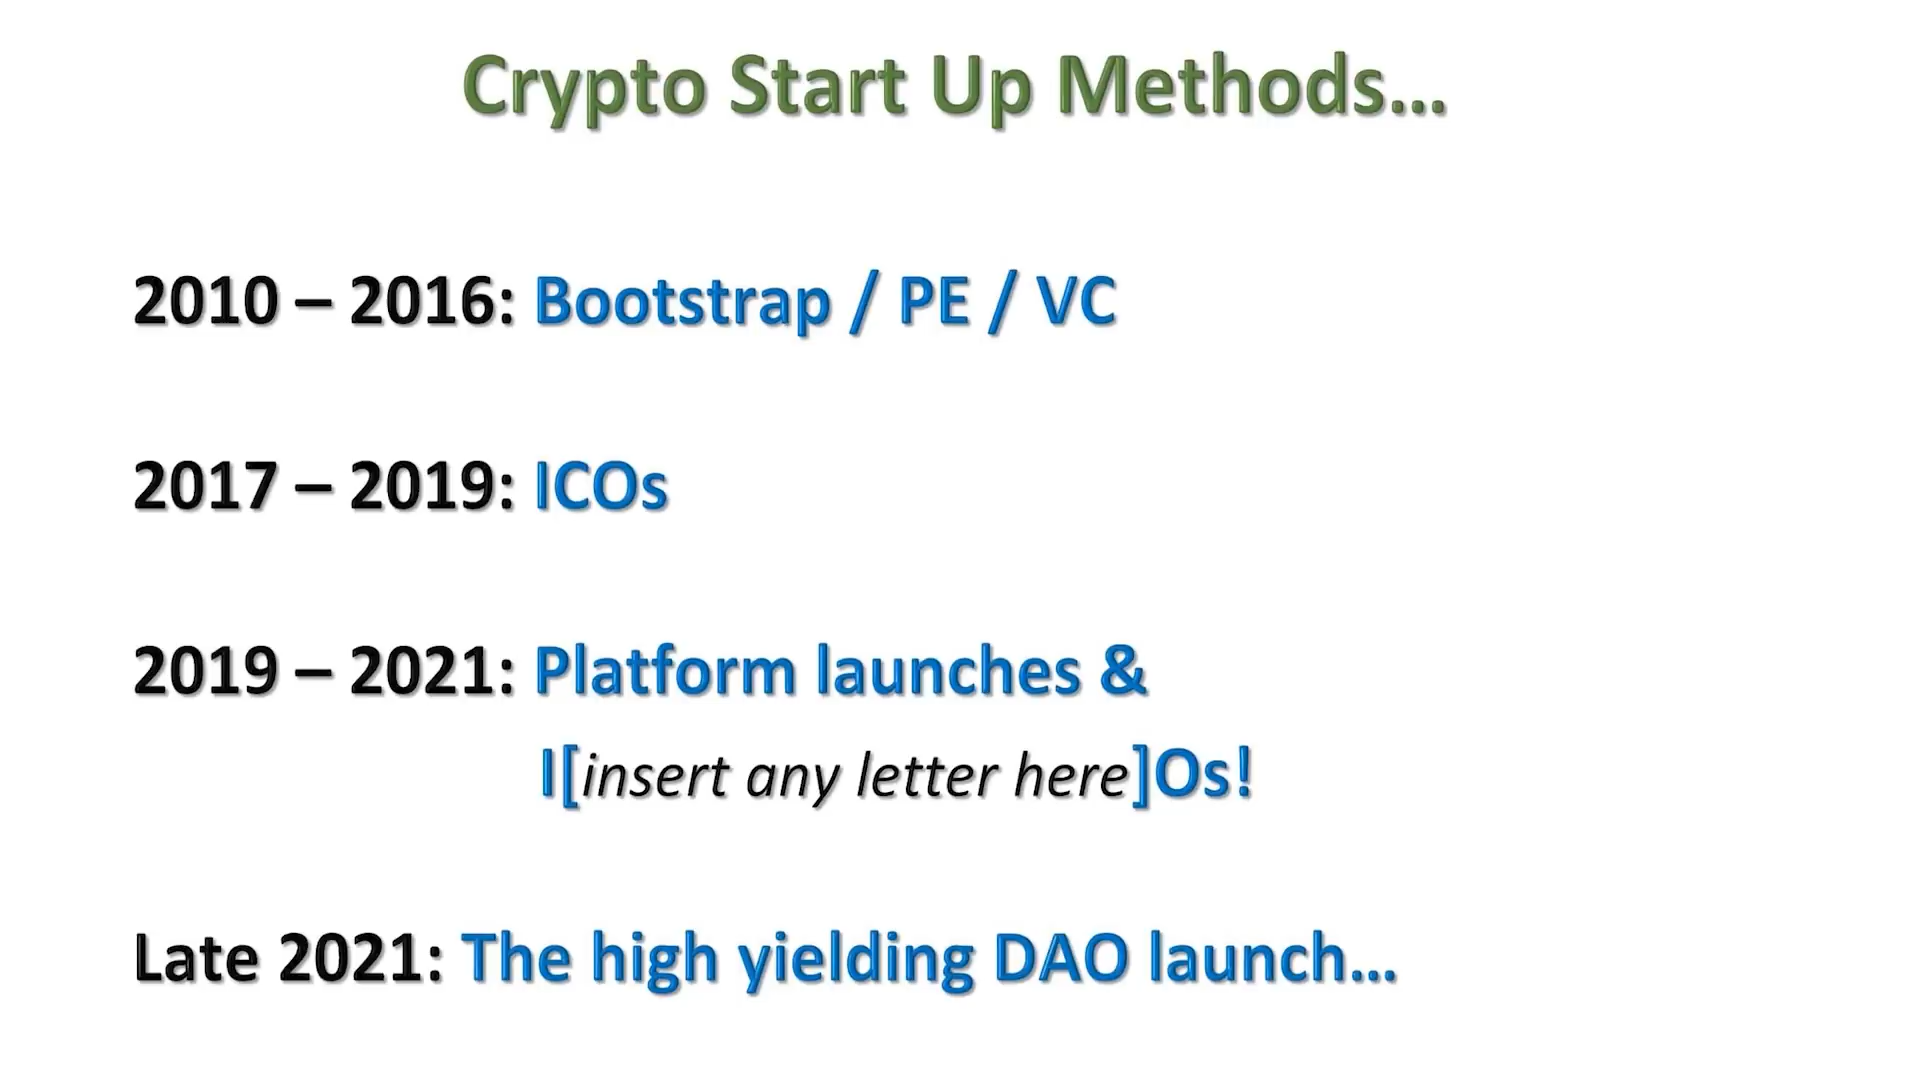 Crypto Start Up Methods...
2010 – 2016: Bootstrap / PE / VC
2017 – 2019: ICOs
2019 – 2021: Platform launches &
I[insert any letter here]Os!
Late 2021: The high yielding DAO launch...